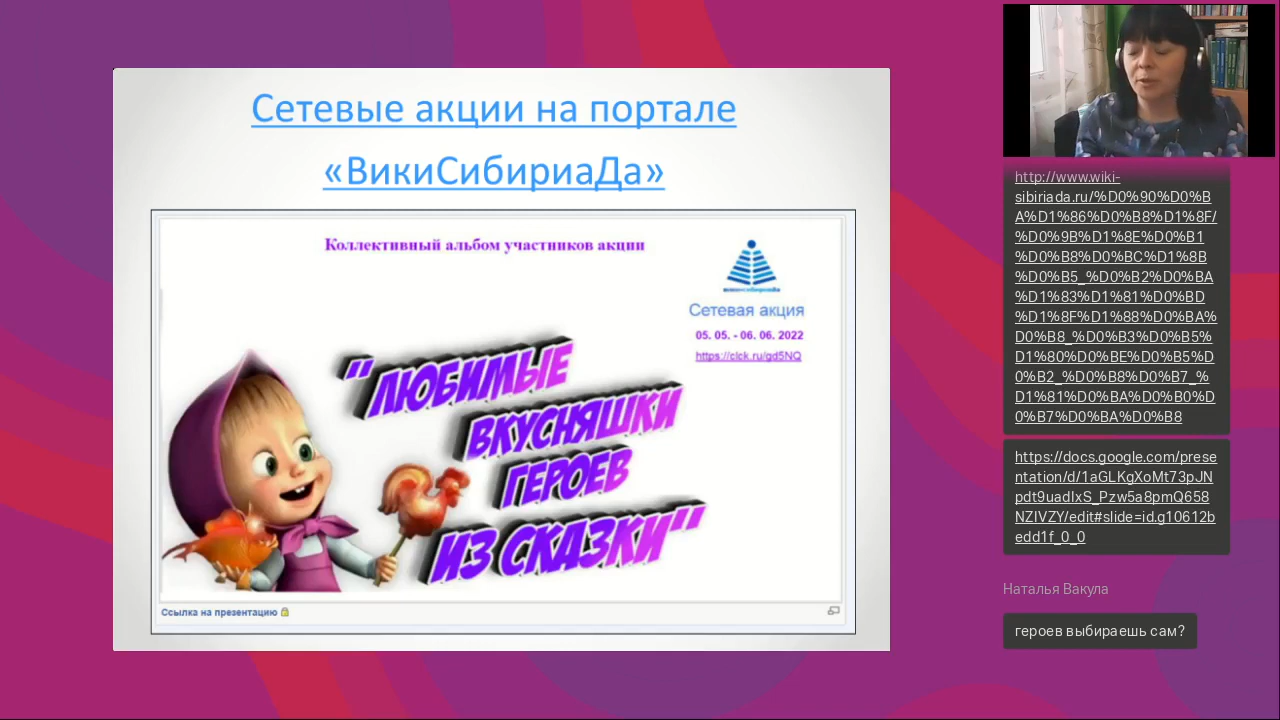 Сетевые акции на портале
«ВикиСибириаДа»
Коллективный альбом участников акции
Сетевая акция
05. 05. - 06. 06. 2022
https://clck.ru/gd5NQ
"ЛЮБИМЫЕ
ВКУСНЯШКИ
ГЕРОЕВ
ИЗ СКАЗКИ"
Ссылка на презентацию
http://www.wiki-
sibiriada.ru/%D0%90%D0%B
A%D1%86%D0%B8%D1%8F/
%D0%9B%D1%8E%D0%B1
%D0%B8%D0%BC%D1%8B
%D0%B5_%D0%B2%D0%BA
%D1%83%D1%81%D0%BD
%D1%8F%D1%88%D0%BA%
D0%B8_%D0%B3%D0%B5%
D1%80%D0%BE%D0%B5%D
0%B2_%D0%B8%D0%B7_%
D1%81%D0%BA%D0%B0%D
0%B7%D0%BA%D0%B8
https://docs.google.com/prese
ntation/d/1aGLKgXoMt73pJN
pdt9uadIxS_Pzw5a8pmQ658
NZIVZY/edit#slide=id.g10612b
edd1f_0_0
Наталья Вакула
героев выбираешь сам?